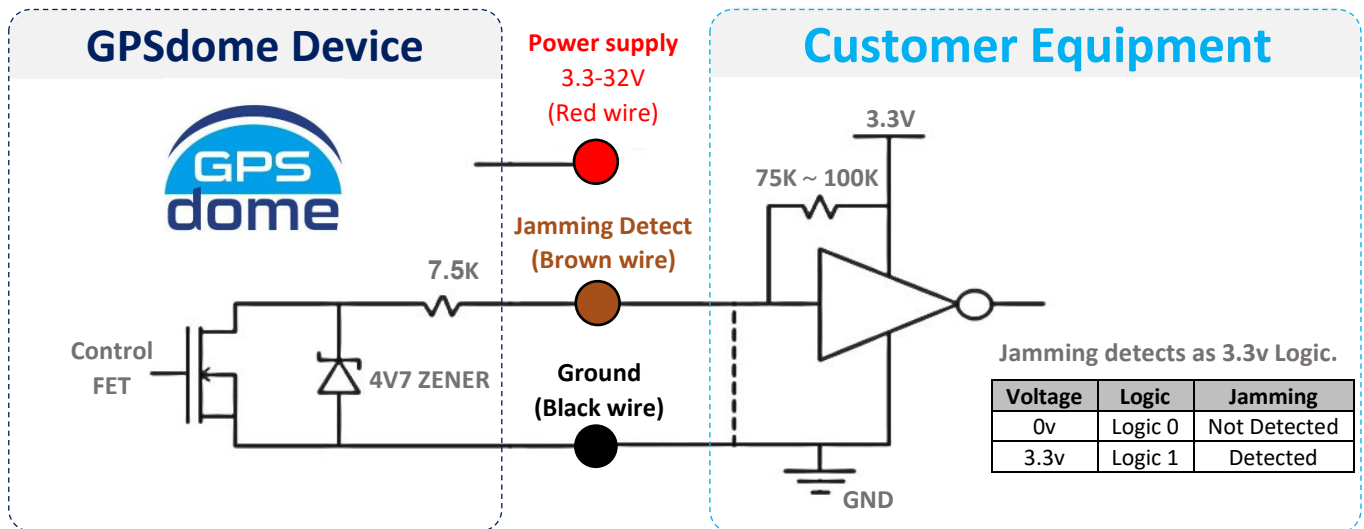 GPSdome Device
GPS
dome
Power supply
3.3-32V
(Red wire)
Customer Equipment
3.3V
75K ~ 100K
Jamming Detect
(Brown wire)
7.5K
Control
FET
4V7 ZENER
Ground
(Black wire)
GND
Jamming detects as 3.3v Logic.
Voltage Logic Jamming
0v Logic 0 Not Detected
3.3v Logic 1 Detected